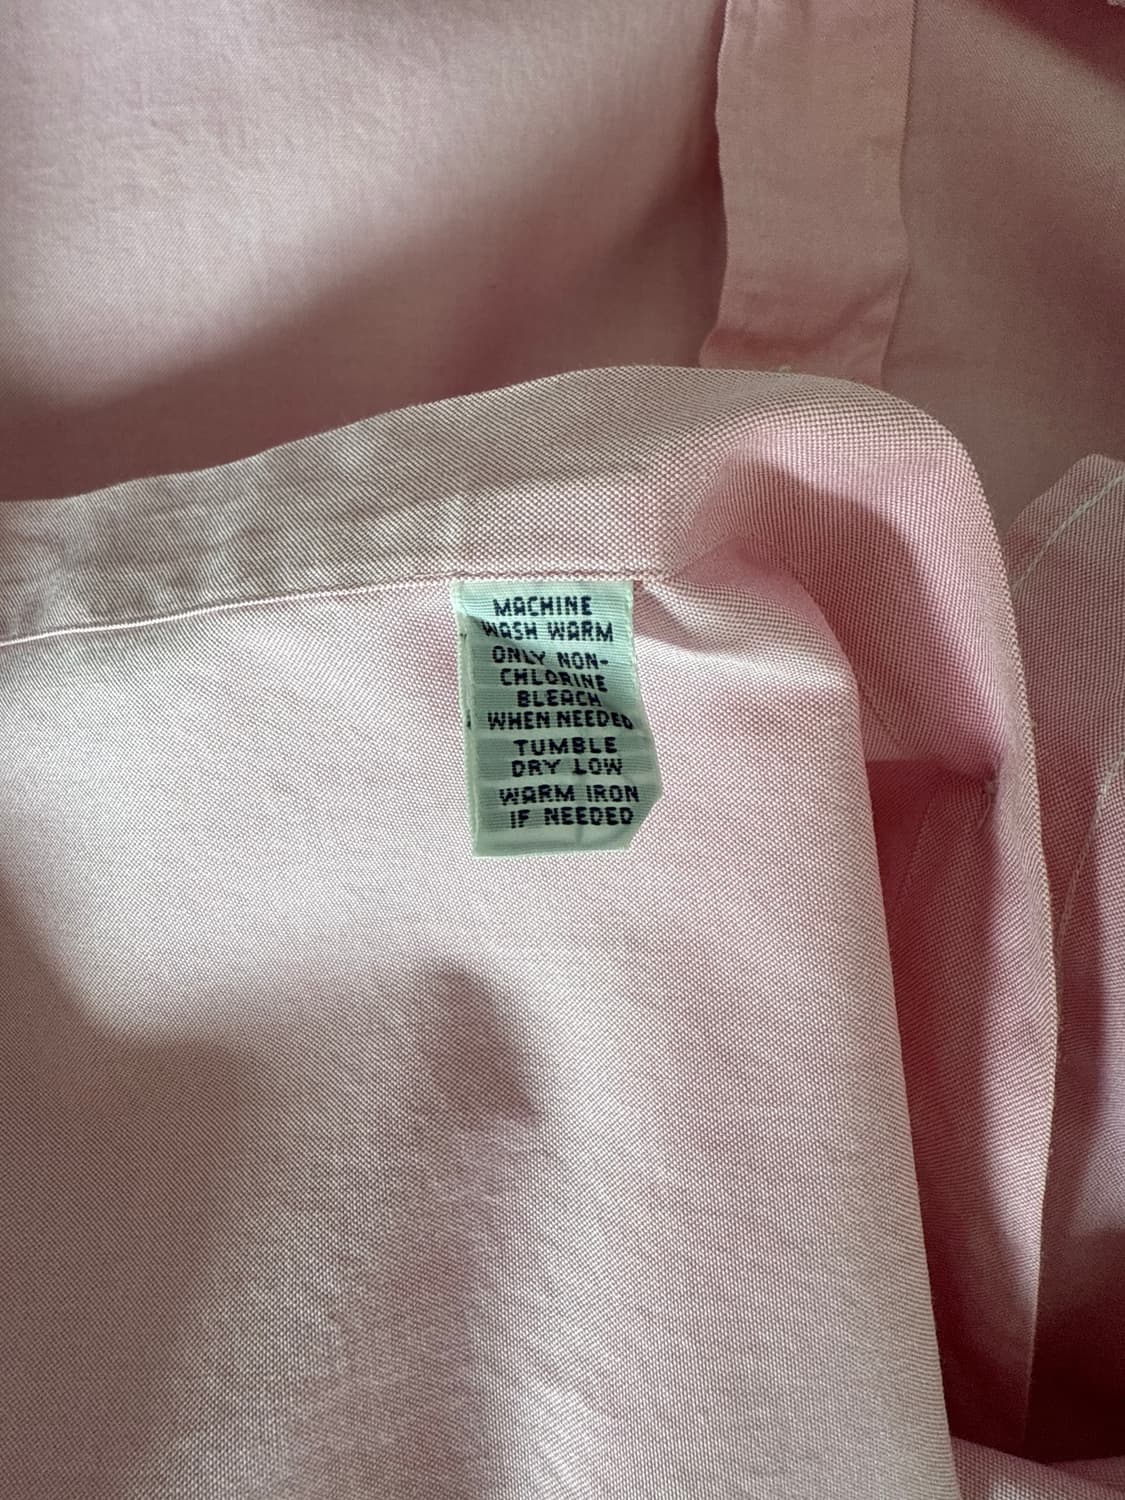 MACHINE
WASH WARM
ONLY NON-
CHLORINE
BLEACH
WHEN NEEDED
TUMBLE
DRY LOW
WARM IRON
IF NEEDED